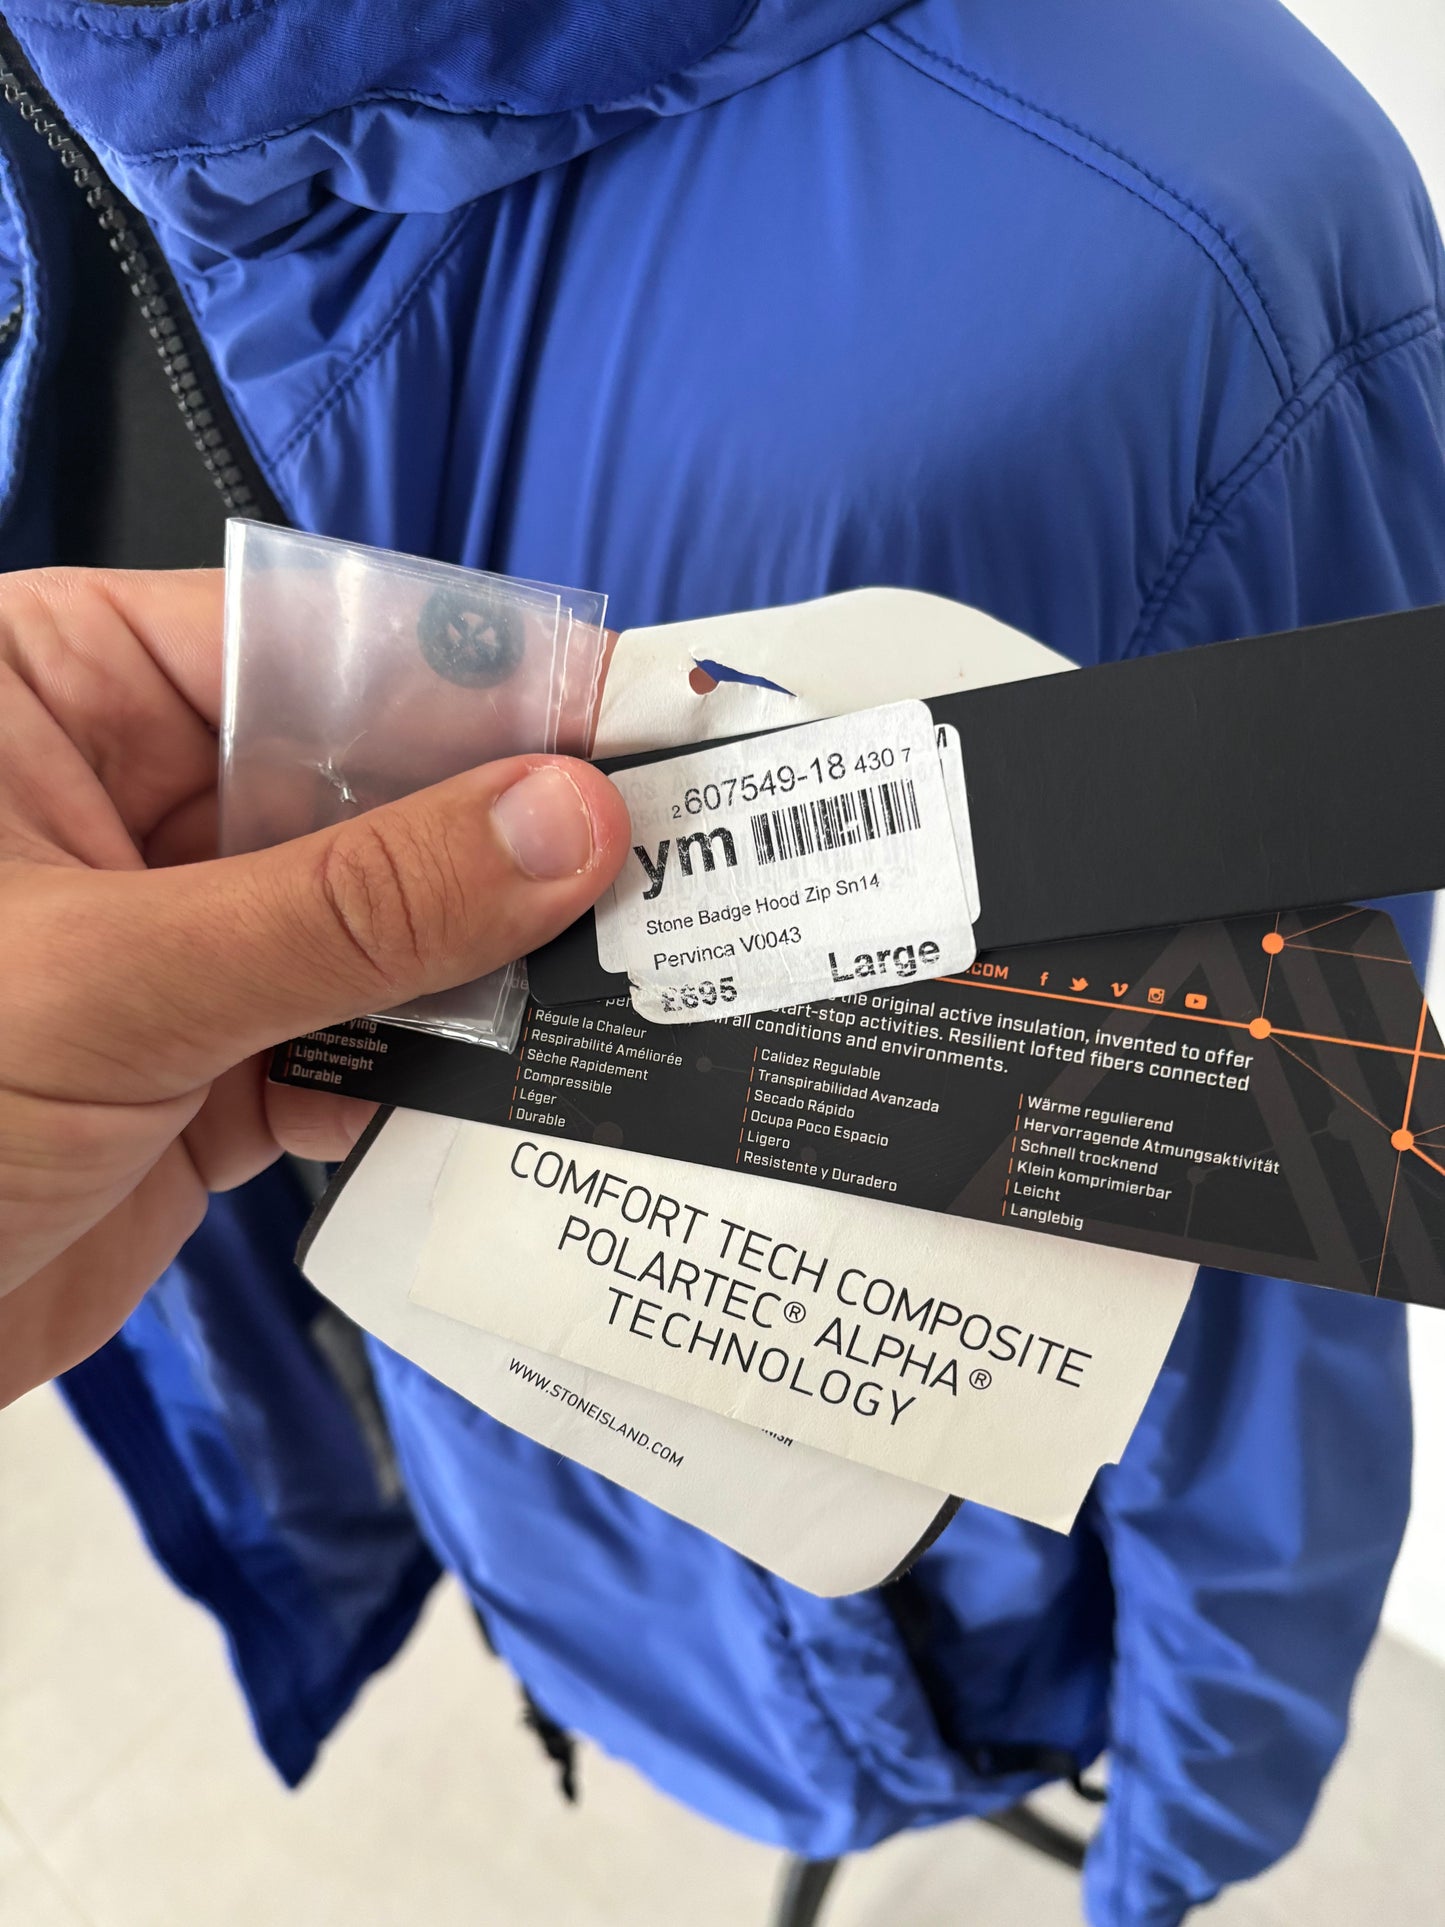 2607549-18 430 7
ym
Stone Badge Hood Zip Sn14
Pervinca V0043
£695
Large
M
.COM
the original active insulation, invented to offer
start-stop activities. Resilient lofted fibers connected
in all conditions and environments.
Compressible
Lightweight
Durable
Régule la Chaleur
Respirabilité Améliorée
Sèche Rapidement
Compressible
Léger
Durable
Calidez Regulable
Transpirabilidad Avanzada
Secado Rápido
Ocupa Poco Espacio
Ligero
Resistente y Duradero
Wärme regulierend
Hervorragende Atmungsaktivität
Schnell trocknend
Klein komprimierbar
Leicht
Langlebig
COMFORT TECH COMPOSITE
POLARTEC® ALPHA®
TECHNOLOGY
WWW.STONEISLAND.COM